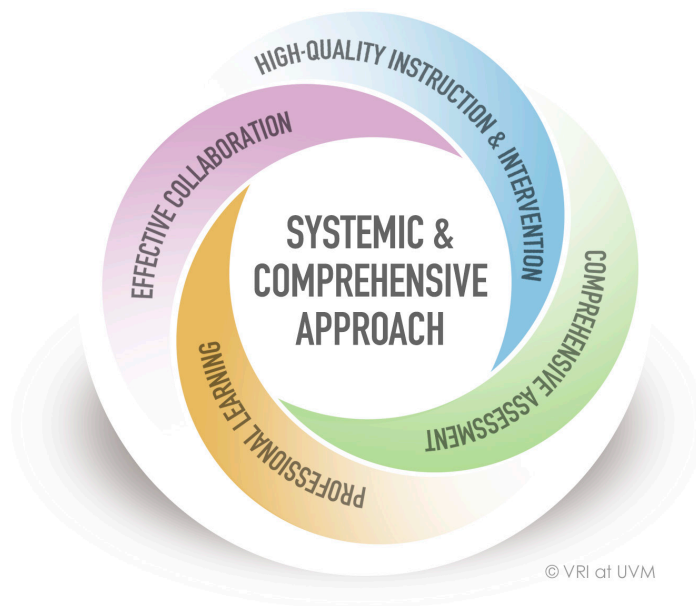 HIGH-QUALITY INSTRUCTION & INTERVENTION
EFFECTIVE COLLABORATION
SYSTEMIC &
COMPREHENSIVE
APPROACH
COMPREHENSIVE ASSESSMENT
PROFESSIONAL LEARNING
© VRI at UVM